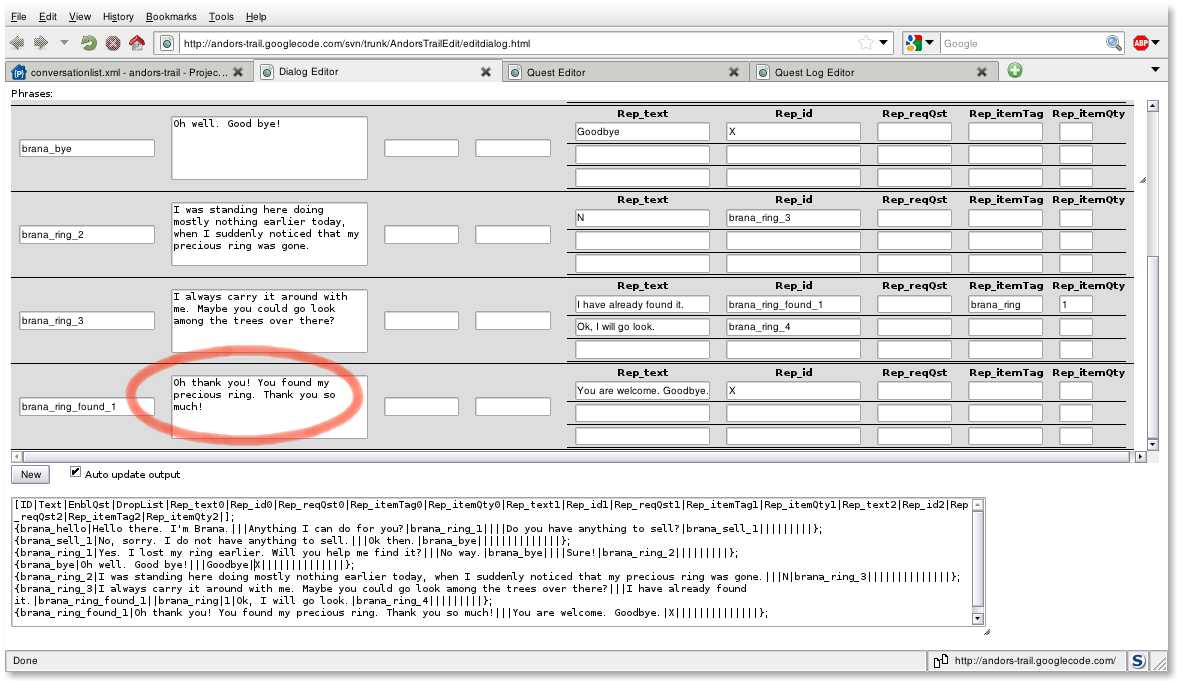 File Edit View History Bookmarks Tools Help
http://andors-trail.googlecode.com/svn/trunk/AndorsTrailEdit/editdialog.html
Google
ABP
conversationlist.xml - andors-trail - Projec...
Dialog Editor
Quest Editor
Quest Log Editor
Phrases:
Rep_text Rep_id Rep_reqQst Rep_itemTag Rep_itemQty
brana_bye
Oh well. Good bye!
Goodbye X
Rep_text Rep_id Rep_reqQst Rep_itemTag Rep_itemQty
brana_ring_2
I was standing here doing
mostly nothing earlier today,
when I suddenly noticed that my
precious ring was gone.
N brana_ring_3
Rep_text Rep_id Rep_reqQst Rep_itemTag Rep_itemQty
brana_ring_3
I always carry it around with
me. Maybe you could go look
among the trees over there?
I have already found it. brana_ring_found_1 brana_ring 1
Ok, I will go look. brana_ring_4
Rep_text Rep_id Rep_reqQst Rep_itemTag Rep_itemQty
brana_ring_found_1
Oh thank you! You found my
precious ring. Thank you so
much!
You are welcome. Goodbye. X
New
Auto update output
[ID|Text|EnblQst|DropList|Rep_text0|Rep_id0|Rep_reqQst0|Rep_itemTag0|Rep_itemQty0|Rep_text1|Rep_id1|Rep_reqQst1|Rep_itemTag1|Rep_itemQty1|Rep_text2|Rep_id2|Rep
_reqQst2|Rep_itemTag2|Rep_itemQty2|];
{brana_hello|Hello there. I'm Brana.|||Anything I can do for you?|brana_ring_1||||Do you have anything to sell?|brana_sell_1|||||||||};
{brana_sell_1|No, sorry. I do not have anything to sell.|||Ok then.|brana_bye||||||||||||||};
{brana_ring_1|Yes. I lost my ring earlier. Will you help me find it?|||No way.|brana_bye||||Sure!|brana_ring_2|||||||||};
{brana_bye|Oh well. Good bye!|||Goodbye|X||||||||||||||};
{brana_ring_2|I was standing here doing mostly nothing earlier today, when I suddenly noticed that my precious ring was gone.|||N|brana_ring_3||||||||||||||};
{brana_ring_3|I always carry it around with me. Maybe you could go look among the trees over there?|||I have already found
it.|brana_ring_found_1||brana_ring|1|Ok, I will go look.|brana_ring_4|||||||||};
{brana_ring_found_1|Oh thank you! You found my precious ring. Thank you so much!|||You are welcome. Goodbye.|X||||||||||||||};
Done
http://andors-trail.googlecode.com/
S